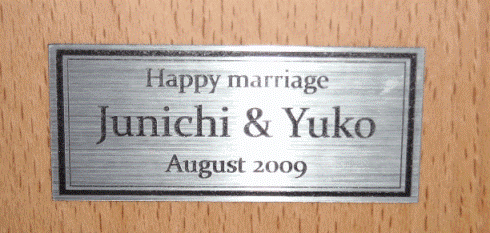 Happy marriage
Junichi & Yuko
August 2009